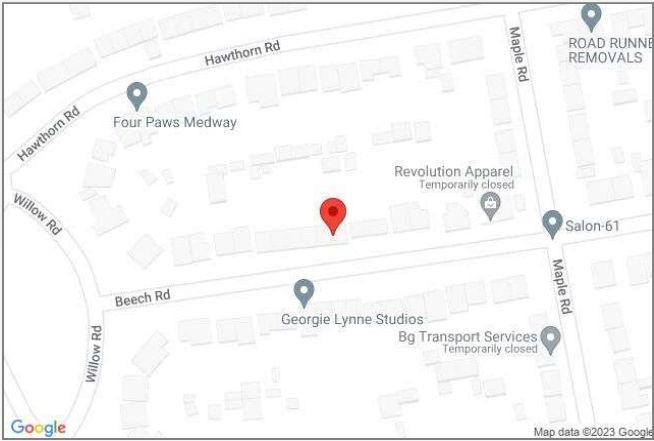 Hawthorn Rd
Maple Rd
ROAD RUNNE
REMOVALS
Four Paws Medway
Hawthorn Rd
Revolution Apparel
Temporarily closed
Willow Rd
Salon-61
Beech Rd
Maple Rd
Georgie Lynne Studios
Willow Rd
Bg Transport Services
Temporarily closed
Google
Map data ©2023 Google